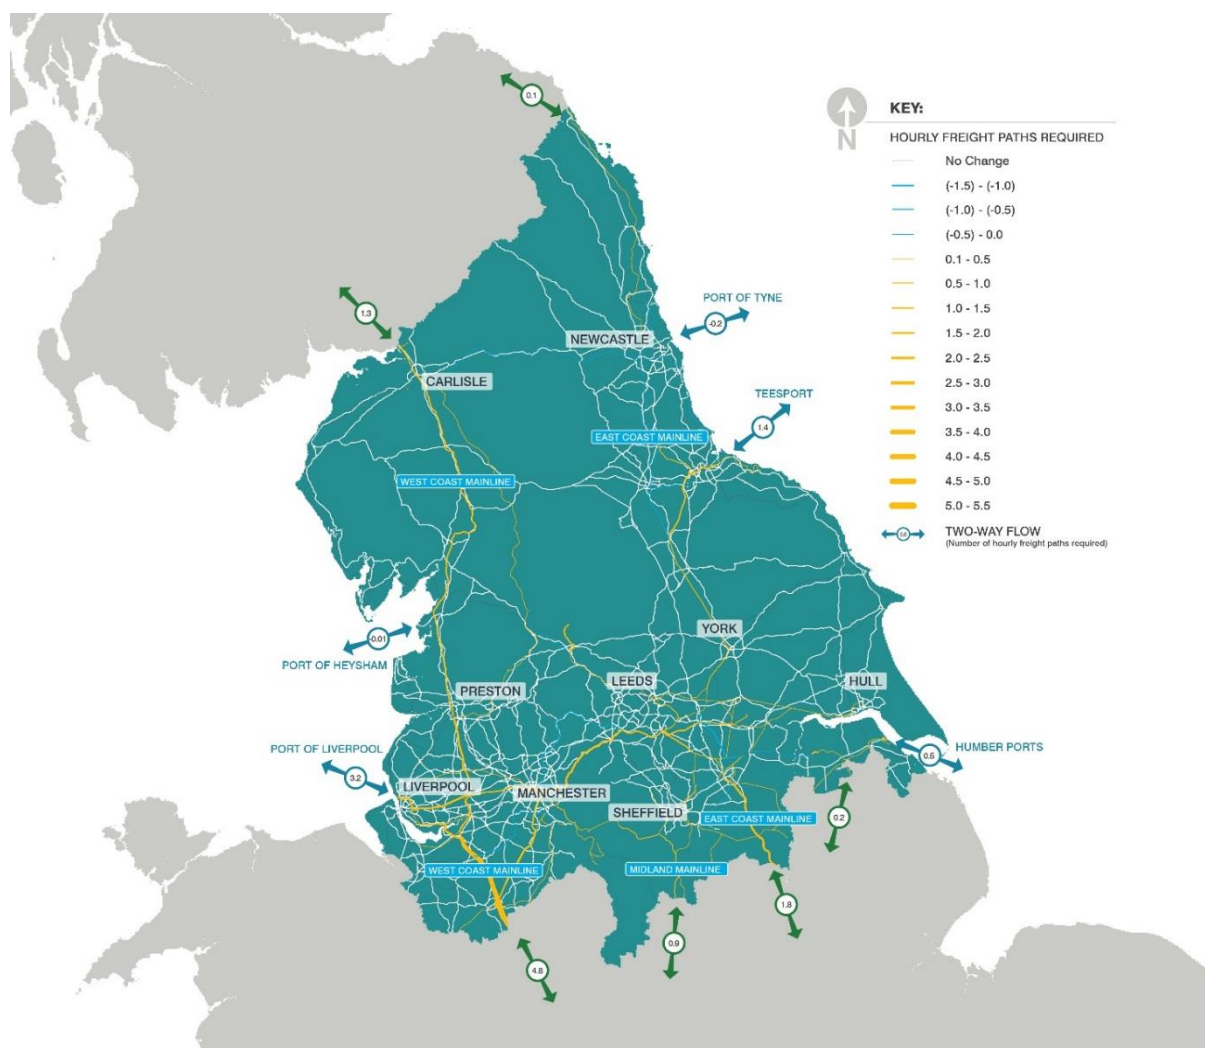 KEY:
N
HOURLY FREIGHT PATHS REQUIRED
No Change
(-1.5) - (-1.0)
(-1.0) - (-0.5)
(-0.5) - 0.0
0.1 - 0.5
0.5 - 1.0
1.0 - 1.5
1.5 - 2.0
2.0 - 2.5
2.5 - 3.0
3.0 - 3.5
3.5 - 4.0
4.0 - 4.5
4.5 - 5.0
5.0 - 5.5
TWO-WAY FLOW
(Number of hourly freight paths required)
0.1
1.3
PORT OF TYNE
-0.2
NEWCASTLE
CARLISLE
TEESPORT
1.4
EAST COAST MAINLINE
WEST COAST MAINLINE
YORK
-0.01
PORT OF HEYSHAM
PRESTON
LEEDS
HULL
PORT OF LIVERPOOL
3.2
HUMBER PORTS
LIVERPOOL
MANCHESTER
SHEFFIELD
EAST COAST MAINLINE
0.2
WEST COAST MAINLINE
MIDLAND MAINLINE
1.8
0.9
4.8